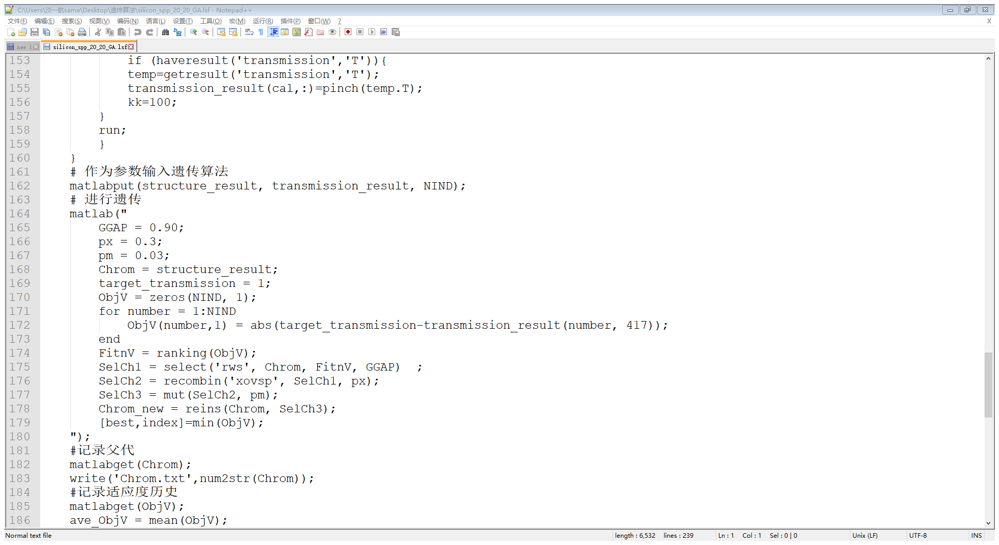 C:\Users\淡一航sama\Desktop\遗传算法\silicon_spp_20_20_GA.lsf - Notepad++
文件(F) 编辑(E) 搜索(S) 视图(V) 编码(N) 语言(L) 设置(T) 工具(O) 宏(M) 运行(R) 插件(P) 窗口(W) ? X
new 1 silicon_spp_20_20_GA.lsf
153 if (haveresult('transmission','T')){
154 temp=getresult('transmission','T');
155 transmission_result(cal,:)=pinch(temp.T);
156 kk=100;
157 }
158 run;
159 }
160 }
161 # 作为参数输入遗传算法
162 matlabput(structure_result, transmission_result, NIND);
163 # 进行遗传
164 matlab("
165 GGAP = 0.90;
166 px = 0.3;
167 pm = 0.03;
168 Chrom = structure_result;
169 target_transmission = 1;
170 ObjV = zeros(NIND, 1);
171 for number = 1:NIND
172 ObjV(number,1) = abs(target_transmission-transmission_result(number, 417));
173 end
174 FitnV = ranking(ObjV);
175 SelCh1 = select('rws', Chrom, FitnV, GGAP)  ;
176 SelCh2 = recombin('xovsp', SelCh1, px);
177 SelCh3 = mut(SelCh2, pm);
178 Chrom_new = reins(Chrom, SelCh3);
179 [best,index]=min(ObjV);
180 ");
181 #记录父代
182 matlabget(Chrom);
183 write('Chrom.txt',num2str(Chrom));
184 #记录适应度历史
185 matlabget(ObjV);
186 ave_ObjV = mean(ObjV);
Normal text file length : 6,532 lines : 239 Ln : 1 Col : 1 Sel : 0 | 0 Unix (LF) UTF-8 INS